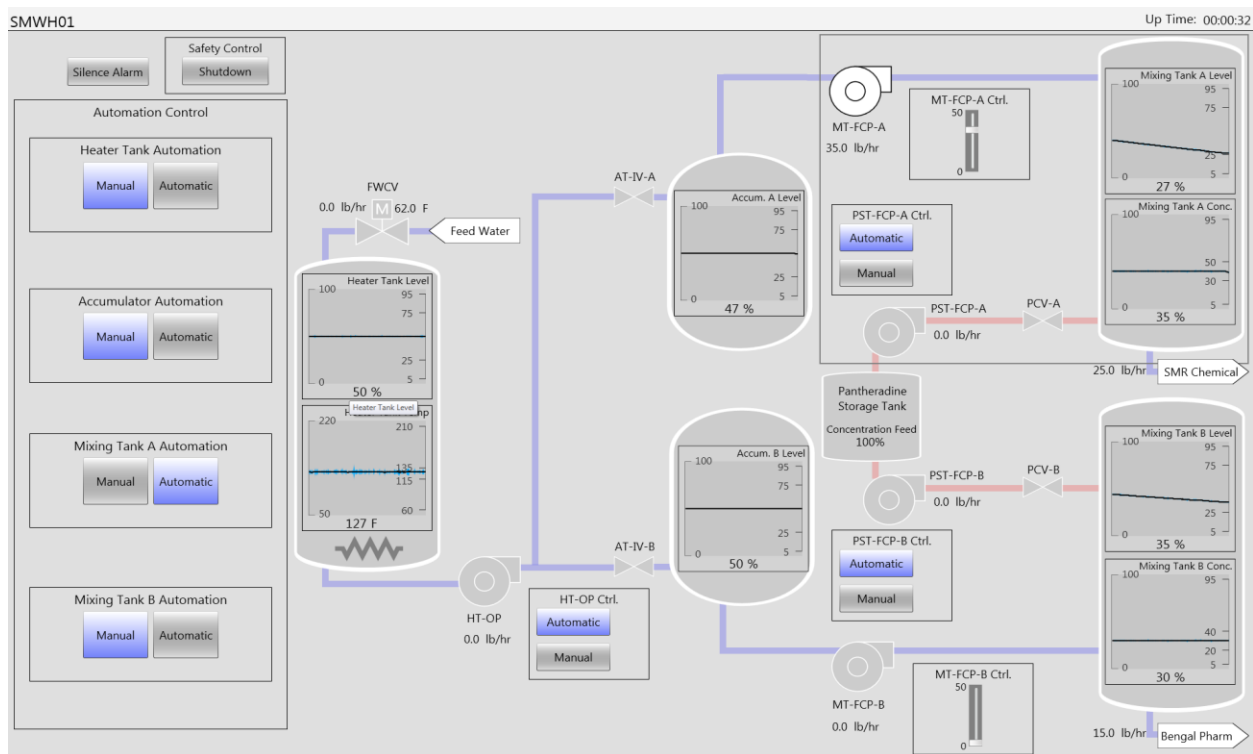 SMWH01
Up Time: 00:00:32
Silence Alarm
Safety Control
Shutdown
Automation Control
Heater Tank Automation
Manual
Automatic
Accumulator Automation
Manual
Automatic
Mixing Tank A Automation
Manual
Automatic
Mixing Tank B Automation
Manual
Automatic
FWCV
0.0 lb/hr
M
62.0 F
Feed Water
Heater Tank Level
100
95
75
25
5
0
50 %
Heater Tank Level
220
210
135
115
60
50
127 F
HT-OP
0.0 lb/hr
HT-OP Ctrl.
Automatic
Manual
AT-IV-A
Accum. A Level
100
95
75
25
5
0
47 %
AT-IV-B
Accum. B Level
100
95
75
25
5
0
50 %
MT-FCP-A
35.0 lb/hr
MT-FCP-A Ctrl.
50
0
PST-FCP-A Ctrl.
Automatic
Manual
PST-FCP-A
0.0 lb/hr
PCV-A
Mixing Tank A Level
100
95
75
25
5
0
27 %
Mixing Tank A Conc.
100
95
50
30
5
0
35 %
25.0 lb/hr
SMR Chemical
Pantheradine
Storage Tank
Concentration Feed
100%
PST-FCP-B
0.0 lb/hr
PCV-B
PST-FCP-B Ctrl.
Automatic
Manual
MT-FCP-B
0.0 lb/hr
MT-FCP-B Ctrl.
50
0
Mixing Tank B Level
100
95
75
25
5
0
35 %
Mixing Tank B Conc.
100
95
40
20
5
0
30 %
15.0 lb/hr
Bengal Pharm